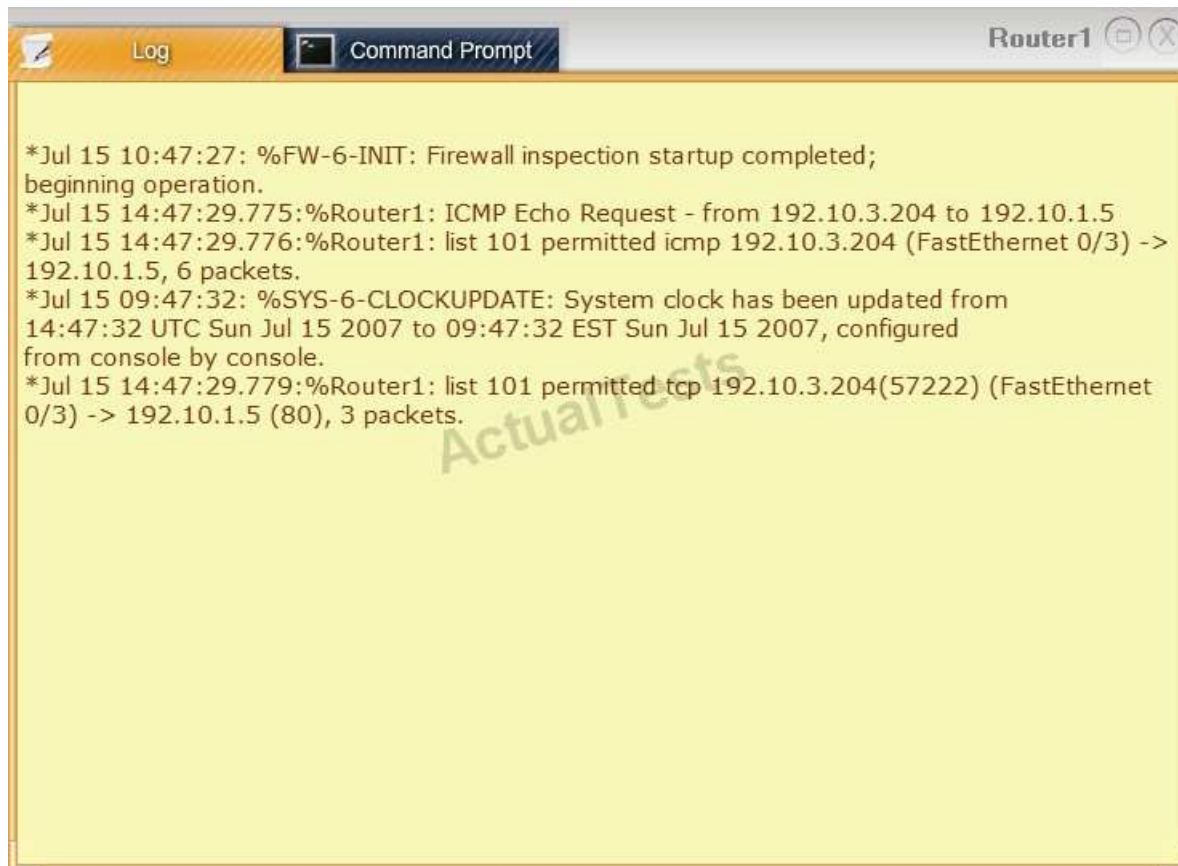 Log
Command Prompt
Router1
*Jul 15 10:47:27: %FW-6-INIT: Firewall inspection startup completed;
beginning operation.
*Jul 15 14:47:29.775:%Router1: ICMP Echo Request - from 192.10.3.204 to 192.10.1.5
*Jul 15 14:47:29.776:%Router1: list 101 permitted icmp 192.10.3.204 (FastEthernet 0/3) ->
192.10.1.5, 6 packets.
*Jul 15 09:47:32: %SYS-6-CLOCKUPDATE: System clock has been updated from
14:47:32 UTC Sun Jul 15 2007 to 09:47:32 EST Sun Jul 15 2007, configured
from console by console.
*Jul 15 14:47:29.779:%Router1: list 101 permitted tcp 192.10.3.204(57222) (FastEthernet
0/3) -> 192.10.1.5 (80), 3 packets.
ActualTests